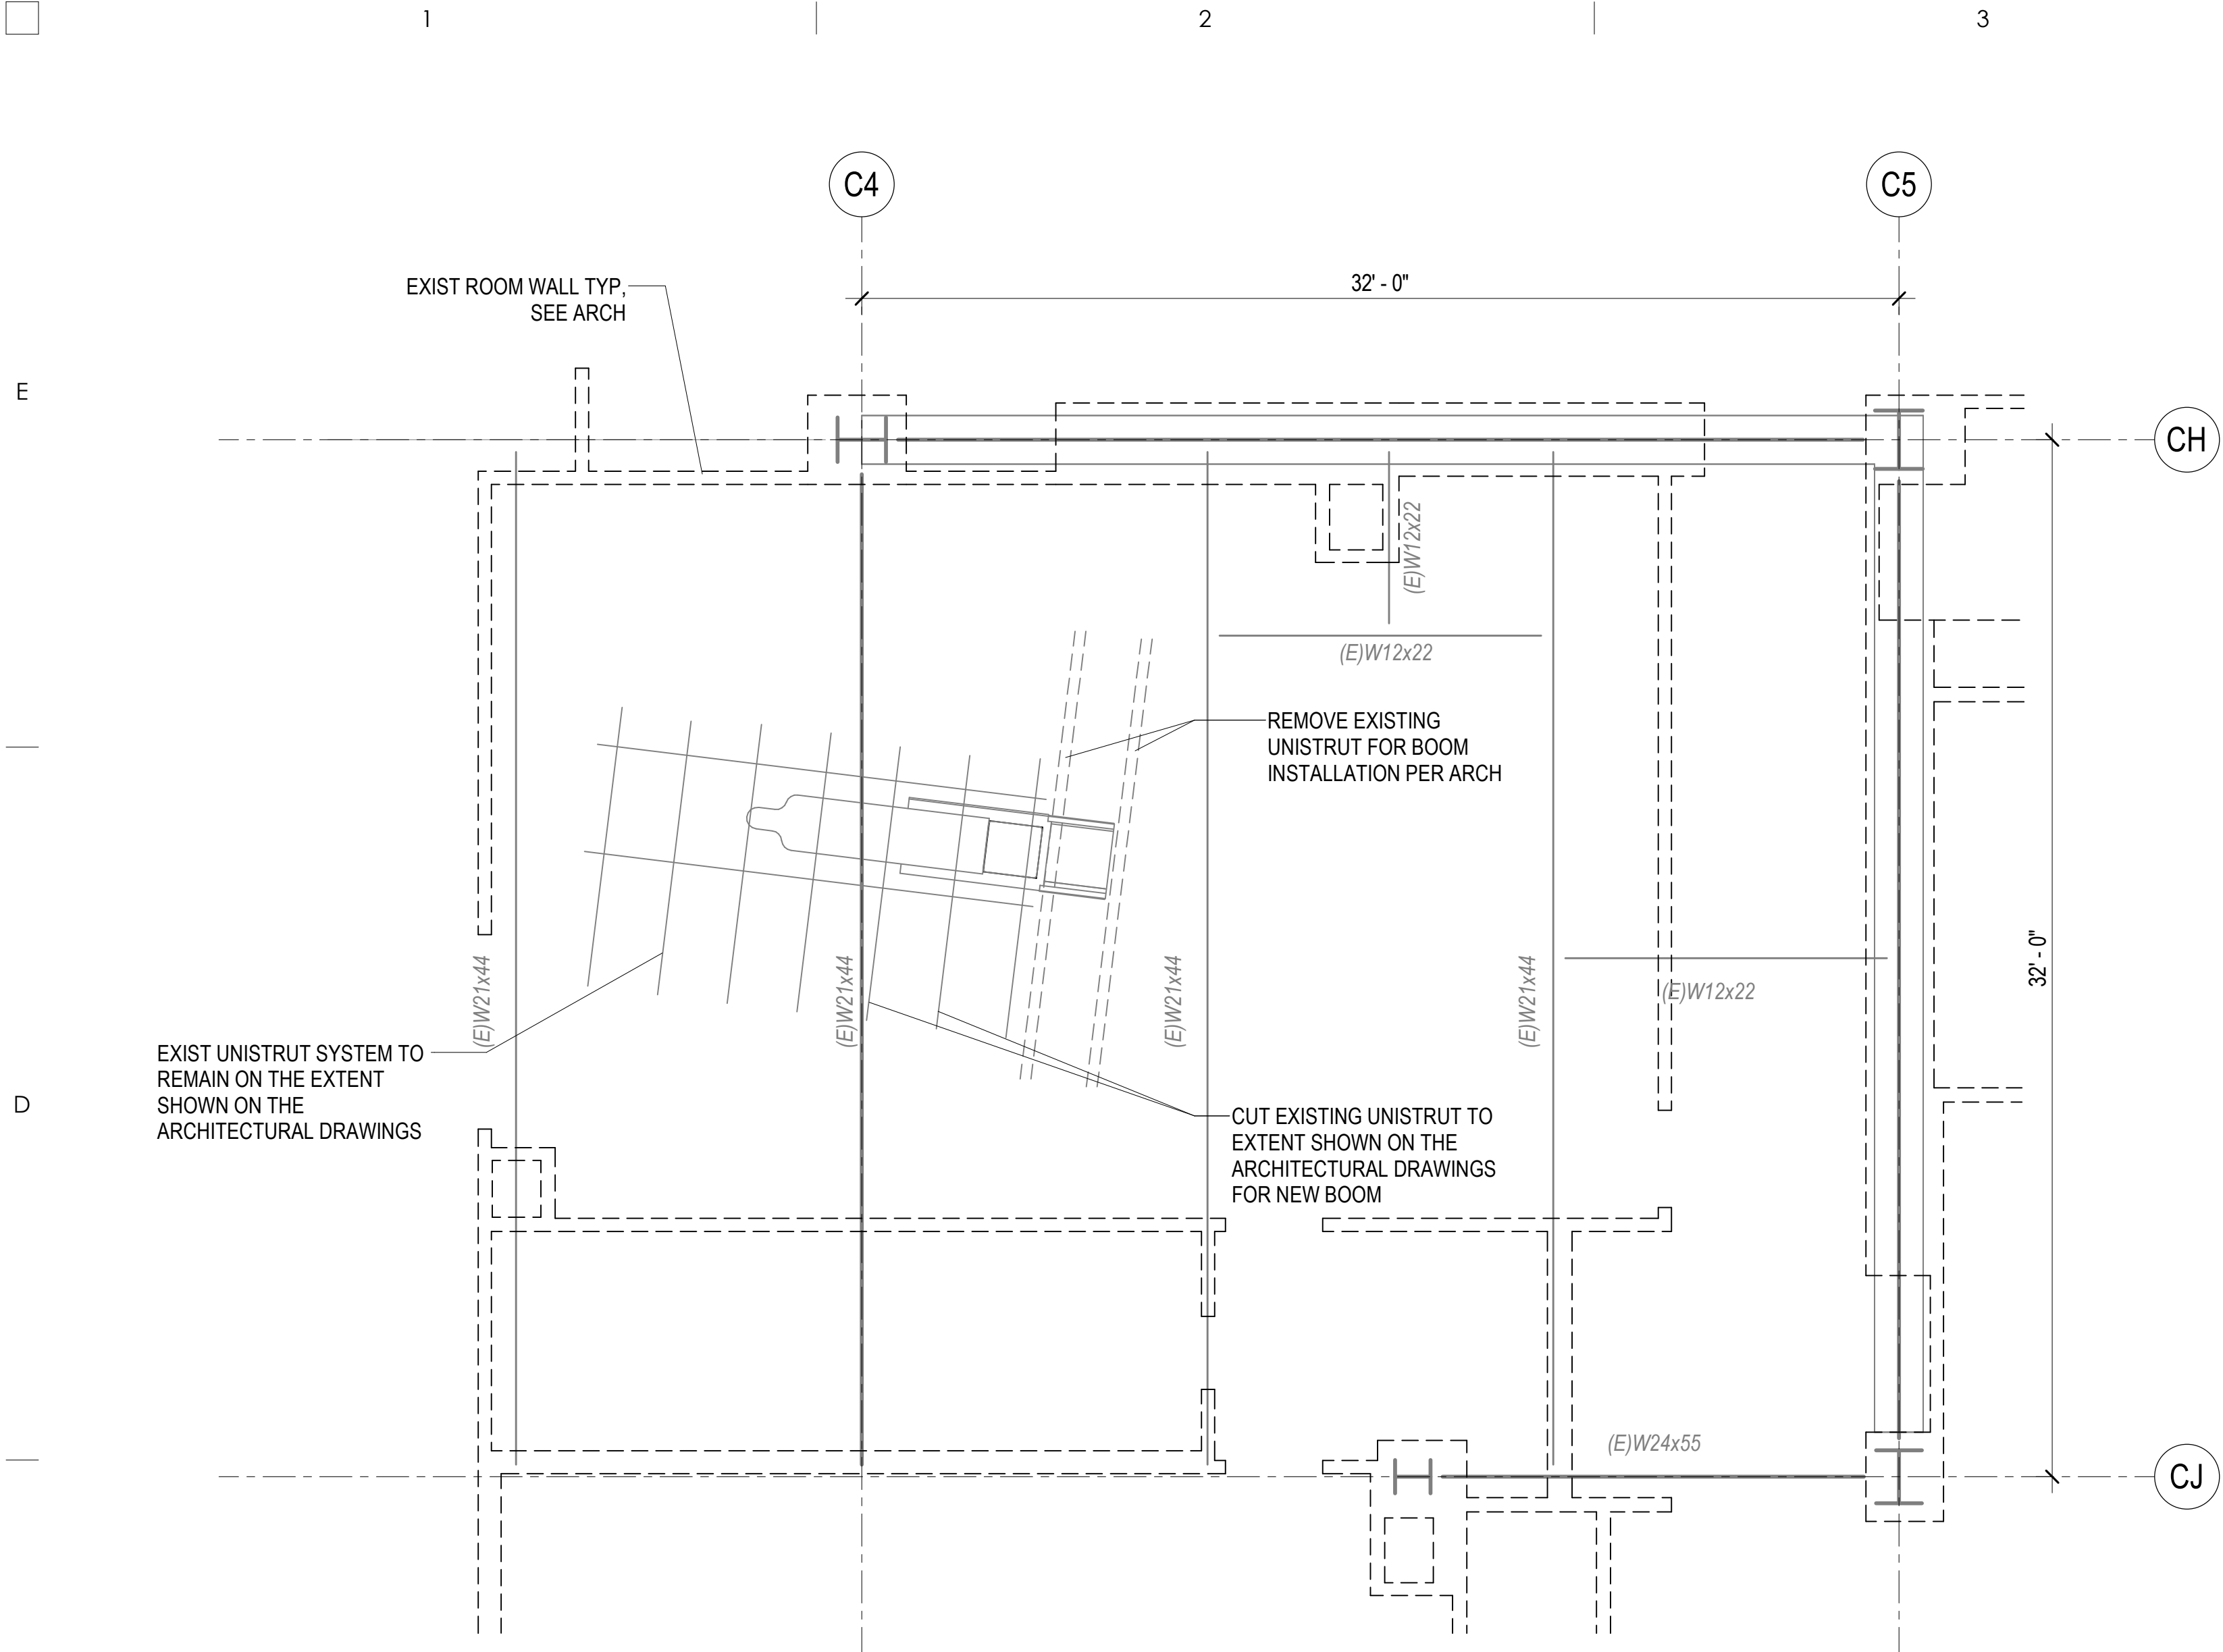 1
2
3
C4
C5
32' - 0"
EXIST ROOM WALL TYP,
SEE ARCH
E
CH
(E)W12x22
(E)W12x22
REMOVE EXISTING
UNISTRUT FOR BOOM
INSTALLATION PER ARCH
32' - 0"
(E)W21x44
(E)W21x44
(E)W21x44
(E)W21x44
(E)W12x22
EXIST UNISTRUT SYSTEM TO
REMAIN ON THE EXTENT
SHOWN ON THE
ARCHITECTURAL DRAWINGS
D
CUT EXISTING UNISTRUT TO
EXTENT SHOWN ON THE
ARCHITECTURAL DRAWINGS
FOR NEW BOOM
(E)W24x55
CJ